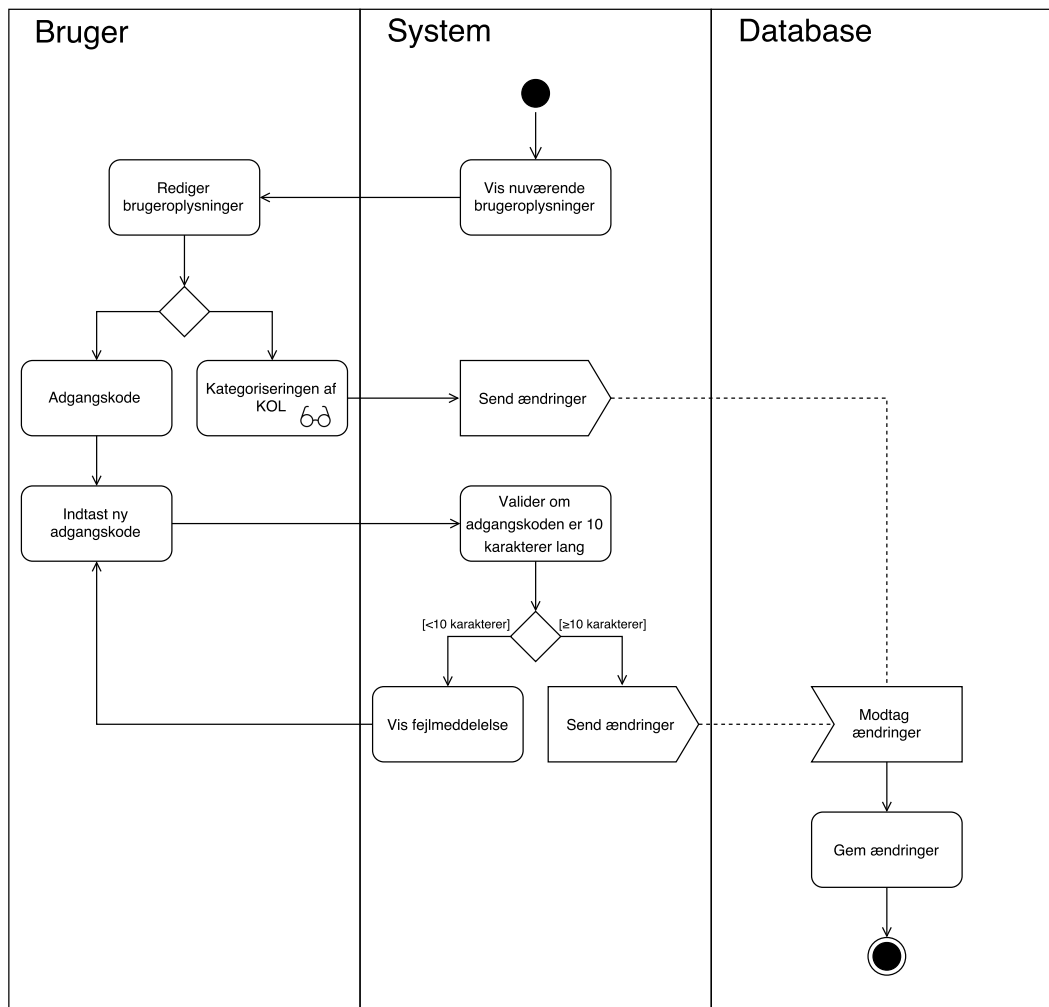 Bruger
System
Database
Rediger
brugeroplysninger
Vis nuværende
brugeroplysninger
Adgangskode
Kategoriseringen af
KOL
Send ændringer
Indtast ny
adgangskode
Valider om
adgangskoden er 10
karakterer lang
[<10 karakterer]
[≥10 karakterer]
Vis fejlmeddelelse
Send ændringer
Modtag
ændringer
Gem ændringer